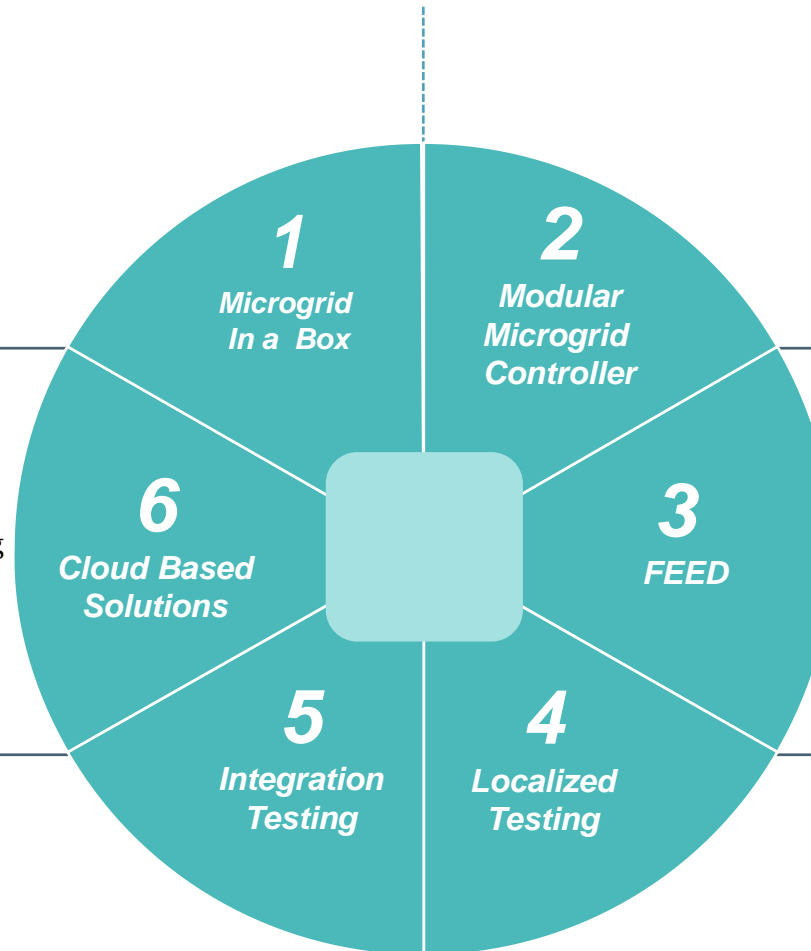 1
Microgrid
In a Box
2
Modular
Microgrid
Controller
3
FEED
4
Localized
Testing
5
Integration
Testing
6
Cloud Based
Solutions
g